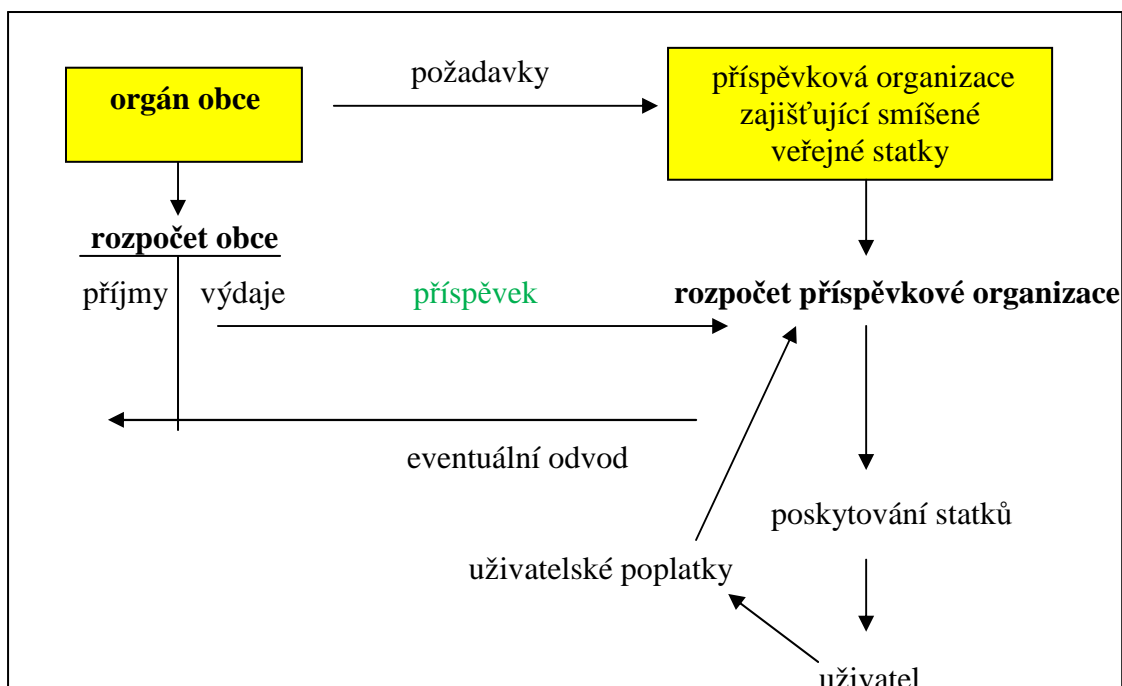 požadavky
orgán obce
příspěvková organizace
zajišťující smíšené
veřejné statky
rozpočet obce
příjmy výdaje
příspěvek
rozpočet příspěvkové organizace
eventuální odvod
poskytování statků
uživatelské poplatky
uživatel